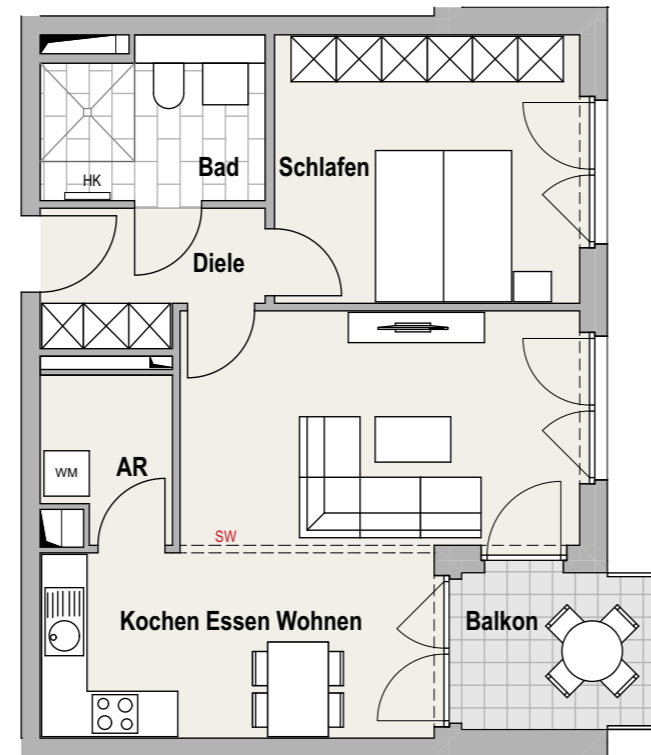 Bad
Schlafen
HK
Diele
AR
WM
SW
Kochen Essen Wohnen
Balkon